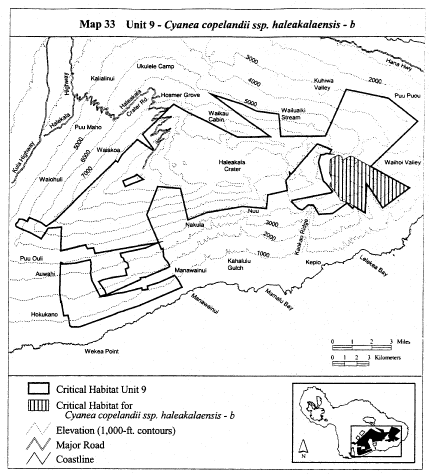 Map 33 Unit 9 - Cyanea copelandii ssp. haleakalaensis - b
Ukulele Camp
3000
Hana Hwy
Kailalinui
4000
Kuhiwa
Valley
2000
Haleakala
Highway
Haleakala
Crater Rd.
Hosmer Grove
5000
Puu Puou
Waikau
Cabin
Wailuaiki
Stream
Puu Maho
Kula Highway
5000
6000
7000
Waiakoa
Haleakala
Crater
Waihoi Valley
Waiohuli
Nuu
Nakula
3000
2000
1000
Kaukau Ridge
Puu Ouli
Auwahi
Manawainui
Kahalulu
Gulch
Kepio
Lelekea Bay
Mamalu Bay
Manawainui
Hokukano
Wekea Point
0 1 2 3 Miles
0 1 2 3 Kilometers
Critical Habitat Unit 9
Critical Habitat for
Cyanea copelandii ssp. haleakalaensis - b
Elevation (1,000-ft. contours)
Major Road
Coastline
N